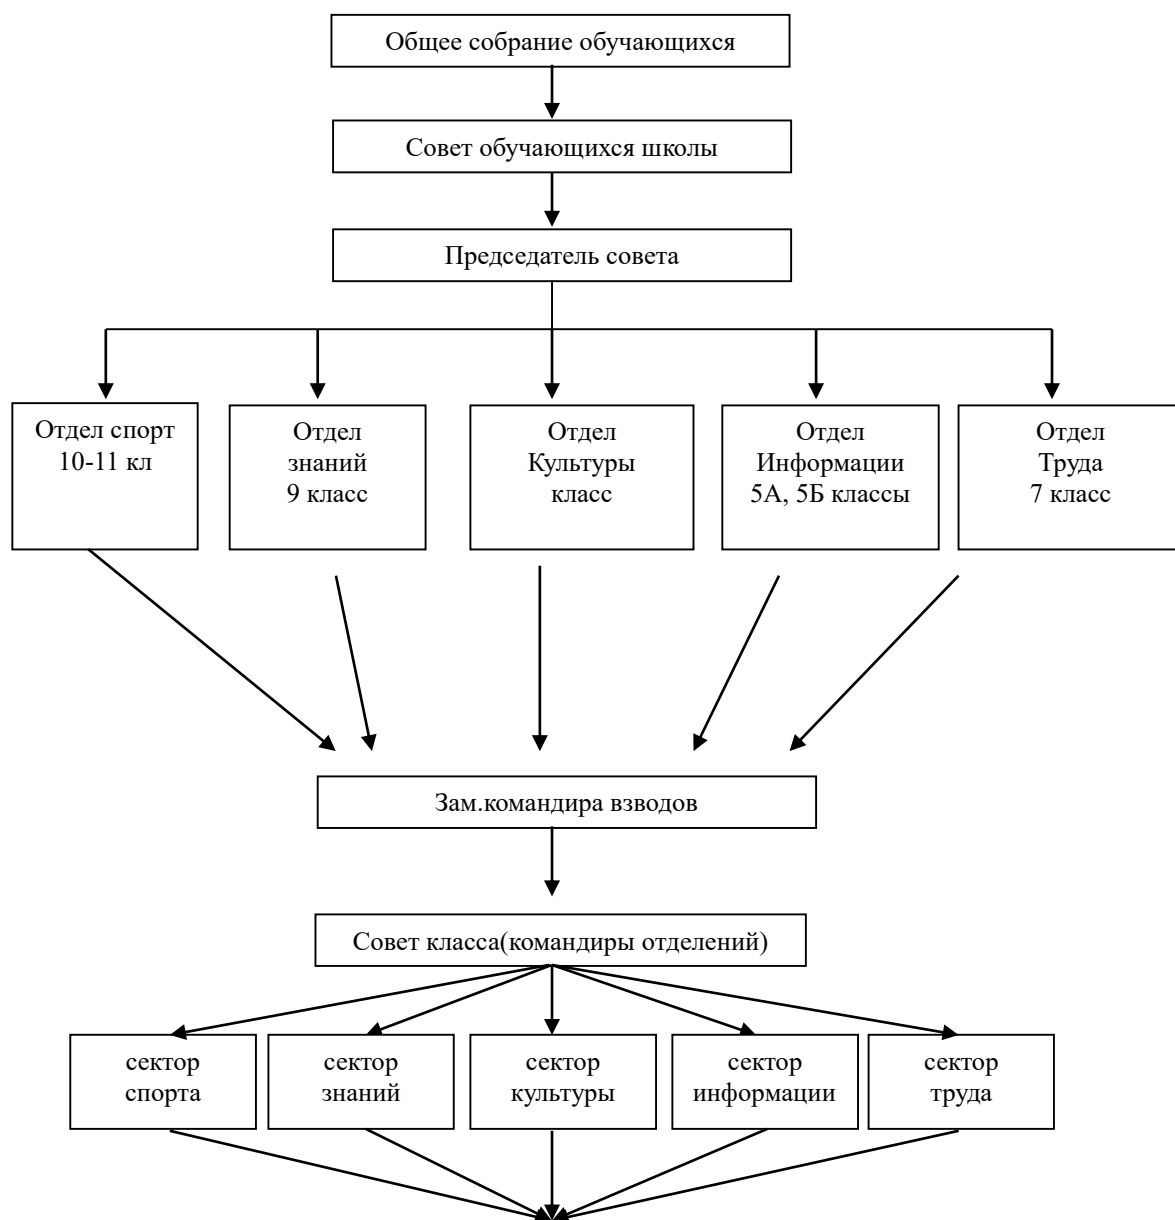 Общее собрание обучающихся
Совет обучающихся школы
Председатель совета
Отдел спорт
10-11 кл
Отдел
знаний
9 класс
Отдел
Культуры
класс
Отдел
Информации
5А, 5Б классы
Отдел
Труда
7 класс
Зам.командира взводов
Совет класса(командиры отделений)
сектор
спорта
сектор
знаний
сектор
культуры
сектор
информации
сектор
труда